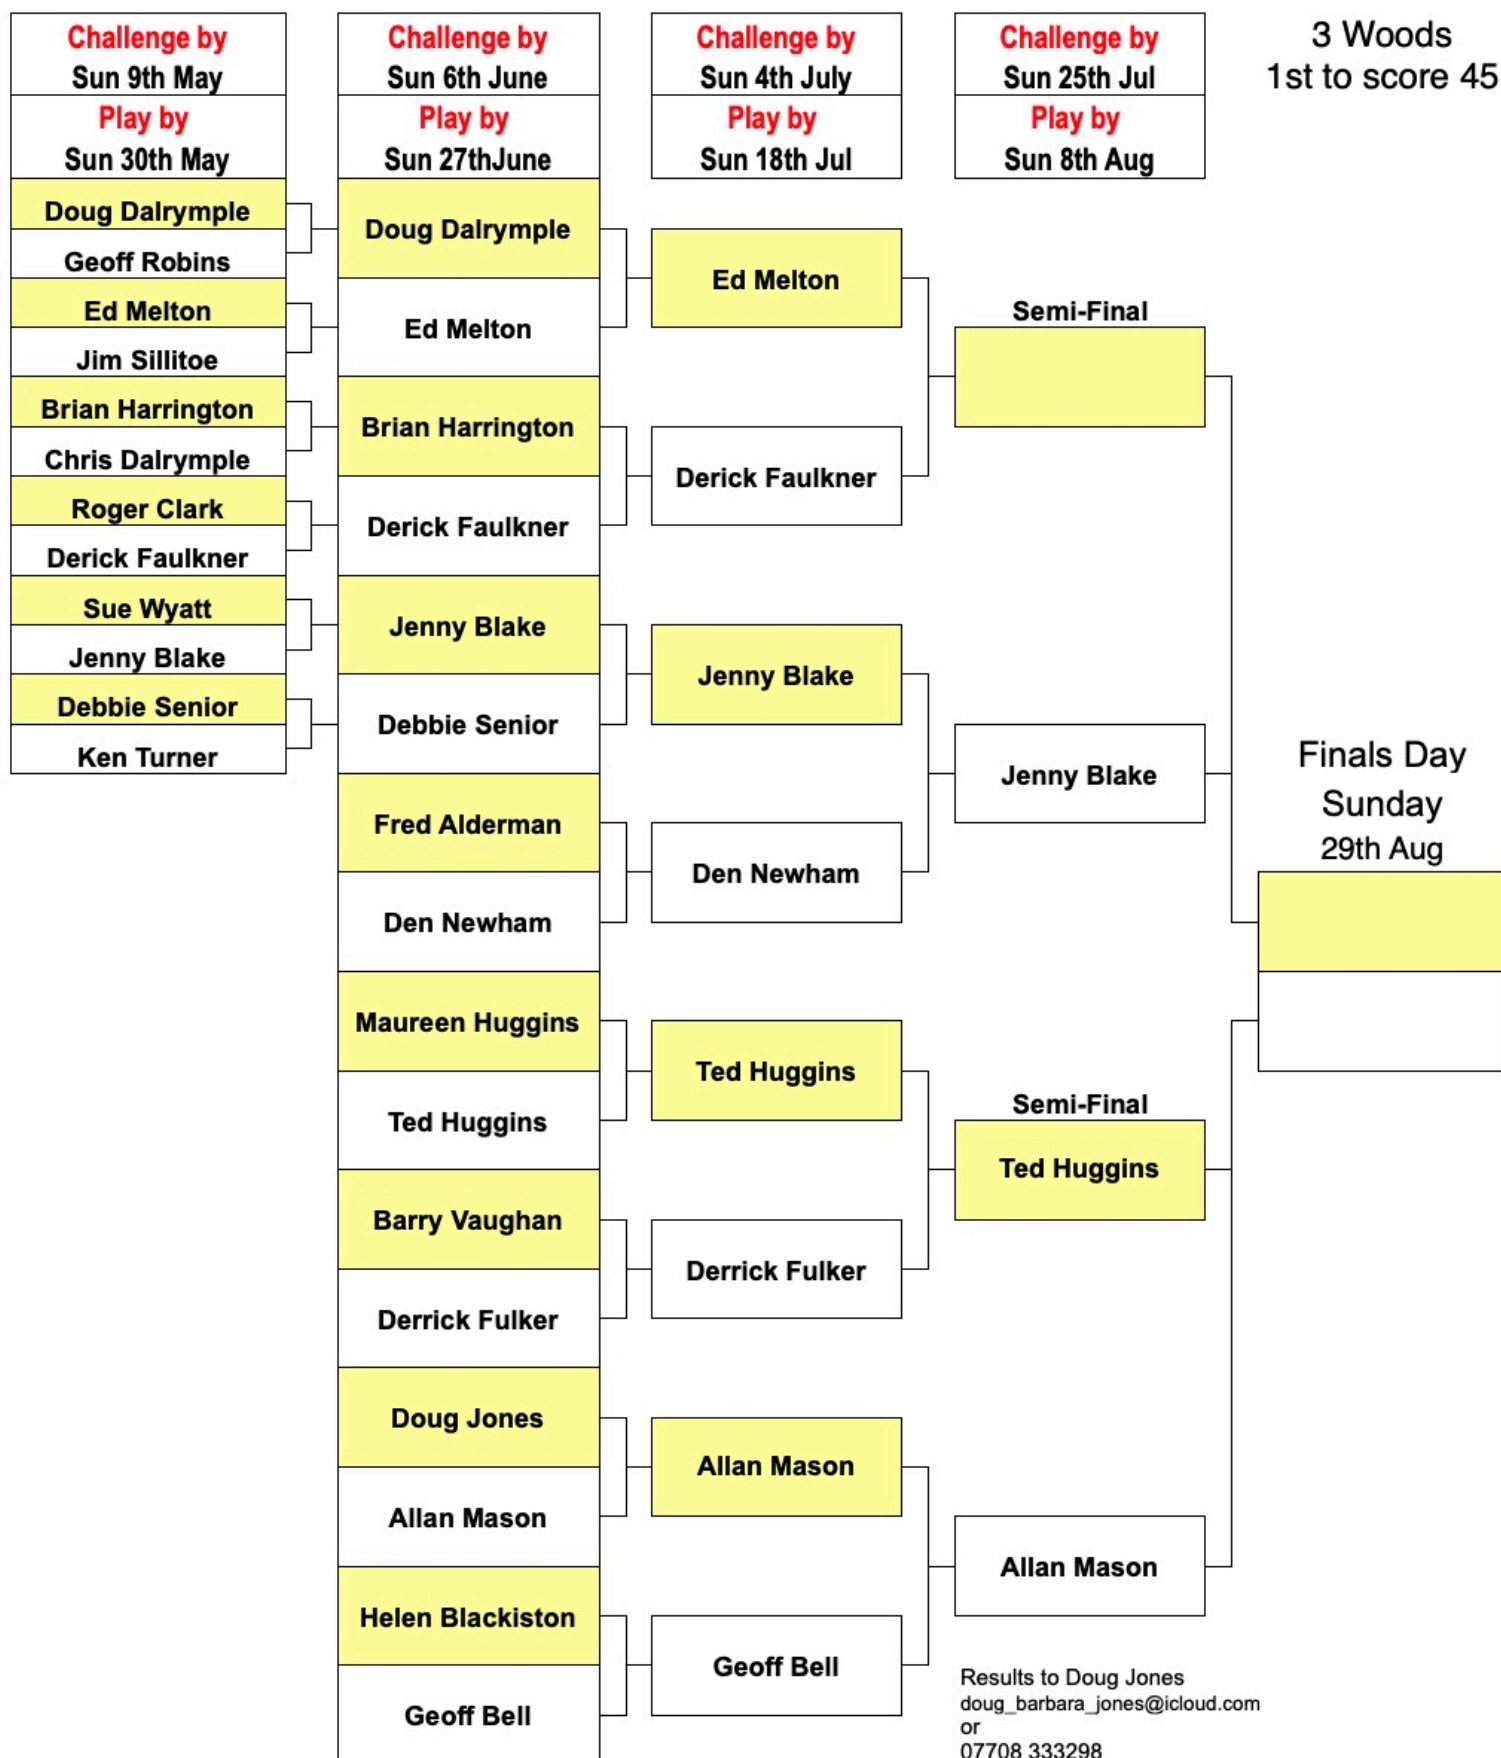 Challenge by
Sun 9th May
Play by
Sun 30th May
Doug Dalrymple
Geoff Robins
Ed Melton
Jim Sillitoe
Brian Harrington
Chris Dalrymple
Roger Clark
Derick Faulkner
Sue Wyatt
Jenny Blake
Debbie Senior
Ken Turner
Challenge by
Sun 6th June
Play by
Sun 27thJune
Doug Dalrymple
Ed Melton
Brian Harrington
Derick Faulkner
Jenny Blake
Debbie Senior
Fred Alderman
Den Newham
Maureen Huggins
Ted Huggins
Barry Vaughan
Derrick Fulker
Doug Jones
Allan Mason
Helen Blackiston
Geoff Bell
Challenge by
Sun 4th July
Play by
Sun 18th Jul
Ed Melton
Derick Faulkner
Jenny Blake
Den Newham
Ted Huggins
Derrick Fulker
Allan Mason
Geoff Bell
Challenge by
Sun 25th Jul
Play by
Sun 8th Aug
Semi-Final
Jenny Blake
Semi-Final
Ted Huggins
Allan Mason
Results to Doug Jones
doug_barbara_jones@icloud.com
or
07708 333298
3 Woods
1st to score 45
Finals Day
Sunday
29th Aug